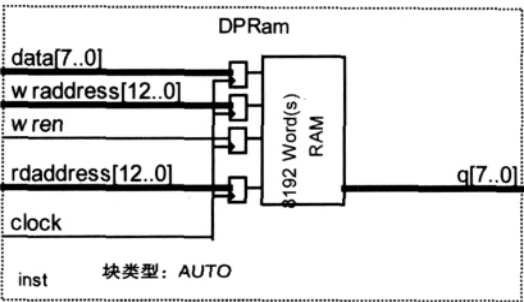 DPRam
data[7..0]
wraddress[12..0]
wren
8192 Word(s)
RAM
rdaddress[12..0]
q[7..0]
clock
inst
块类型：AUTO